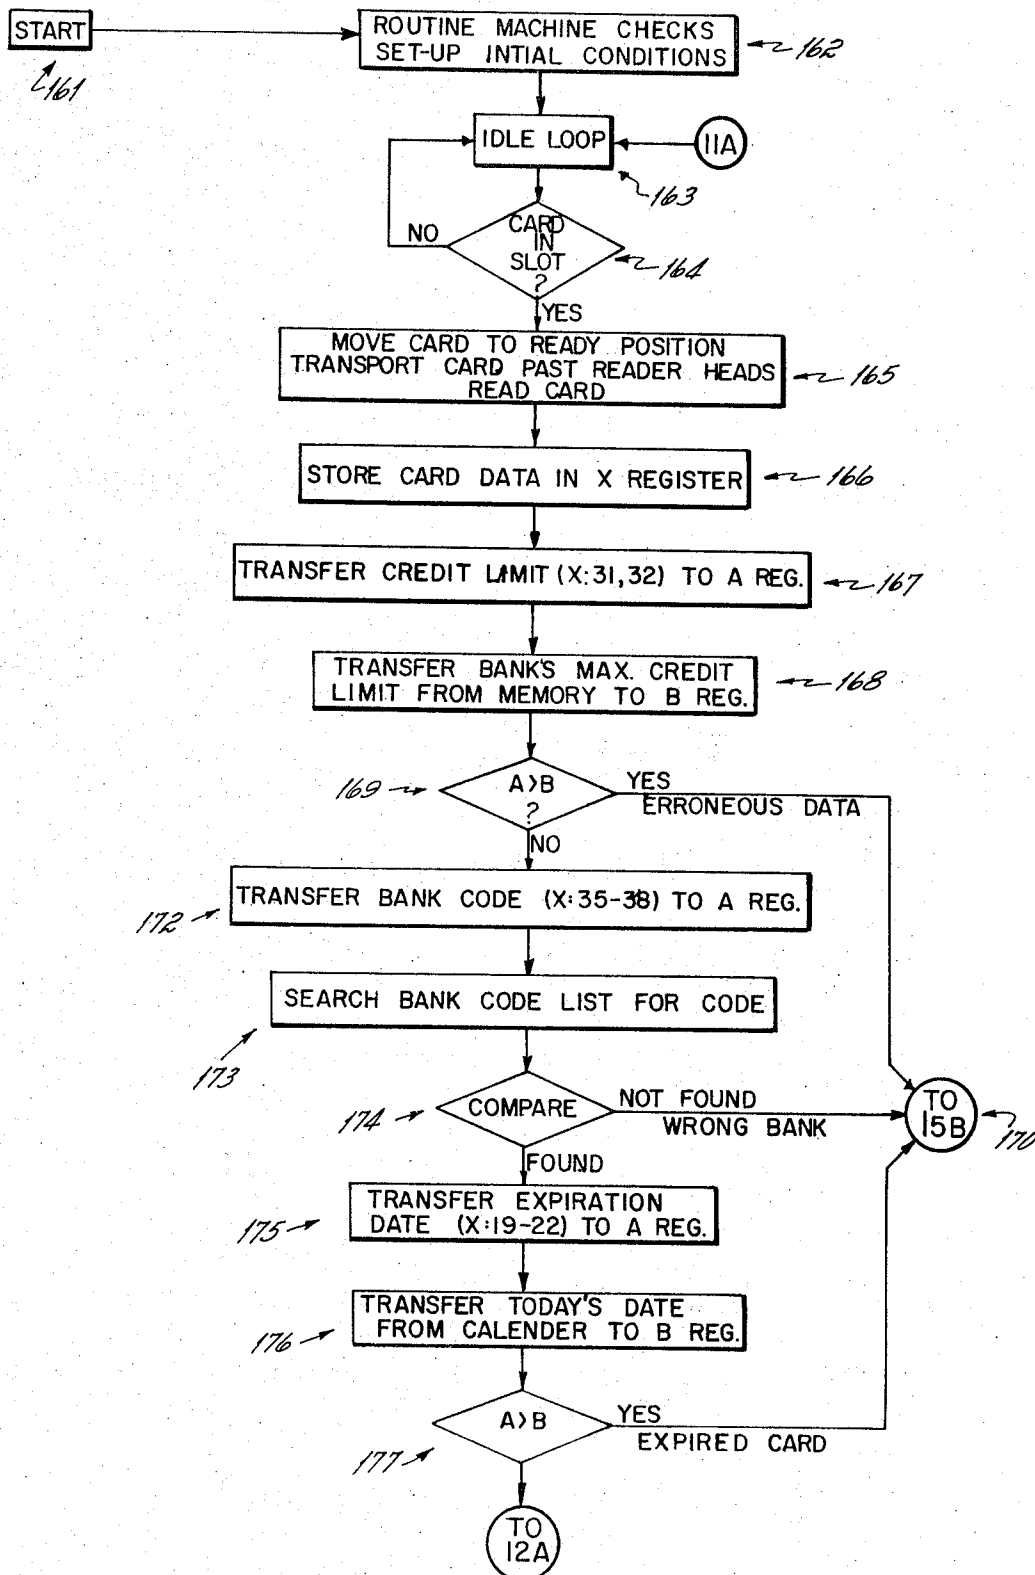 START
ROUTINE MACHINE CHECKS
SET-UP INTIAL CONDITIONS
162
161
IDLE LOOP
11A
163
NO
CARD
IN
SLOT
?
164
YES
MOVE CARD TO READY POSITION
TRANSPORT CARD PAST READER HEADS
READ CARD
165
STORE CARD DATA IN X REGISTER
166
TRANSFER CREDIT LIMIT (X:31,32) TO A REG.
167
TRANSFER BANK'S MAX. CREDIT
LIMIT FROM MEMORY TO B REG.
168
169
A>B
?
YES
ERRONEOUS DATA
NO
TRANSFER BANK CODE (X:35-38) TO A REG.
172
SEARCH BANK CODE LIST FOR CODE
173
174
COMPARE
NOT FOUND
WRONG BANK
TO
15B
170
FOUND
TRANSFER EXPIRATION
DATE (X:19-22) TO A REG.
175
TRANSFER TODAY'S DATE
FROM CALENDER TO B REG.
176
A>B
YES
EXPIRED CARD
177
TO
12A